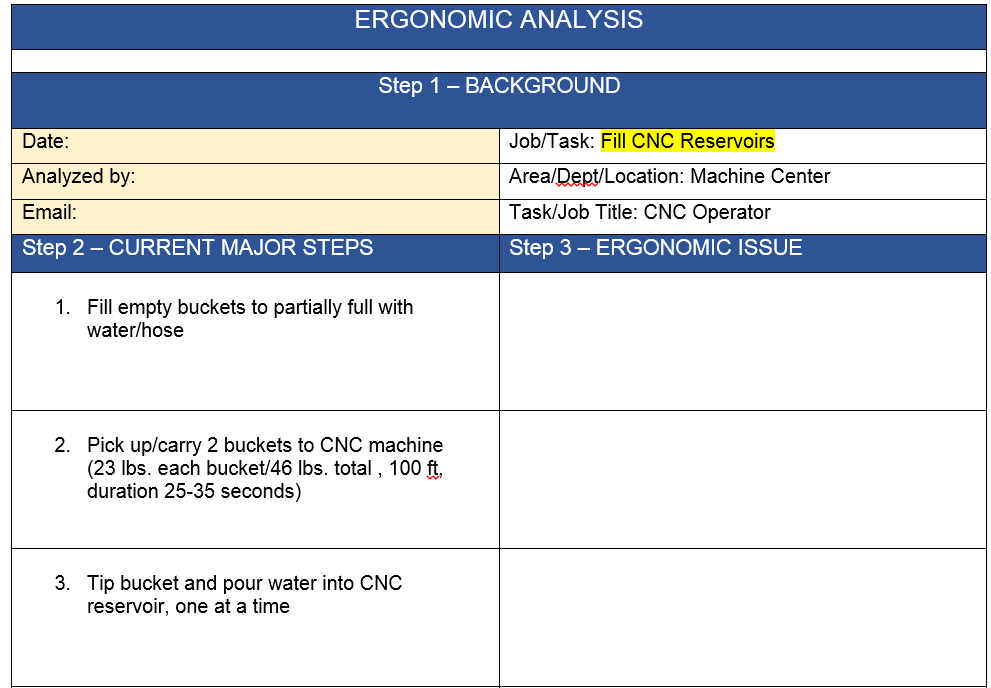 ERGONOMIC ANALYSIS
Step 1 – BACKGROUND
Date:
Job/Task: Fill CNC Reservoirs
Analyzed by:
Area/Dept/Location: Machine Center
Email:
Task/Job Title: CNC Operator
Step 2 – CURRENT MAJOR STEPS
Step 3 – ERGONOMIC ISSUE
1. Fill empty buckets to partially full with
water/hose
2. Pick up/carry 2 buckets to CNC machine
(23 lbs. each bucket/46 lbs. total , 100 ft,
duration 25-35 seconds)
3. Tip bucket and pour water into CNC
reservoir, one at a time